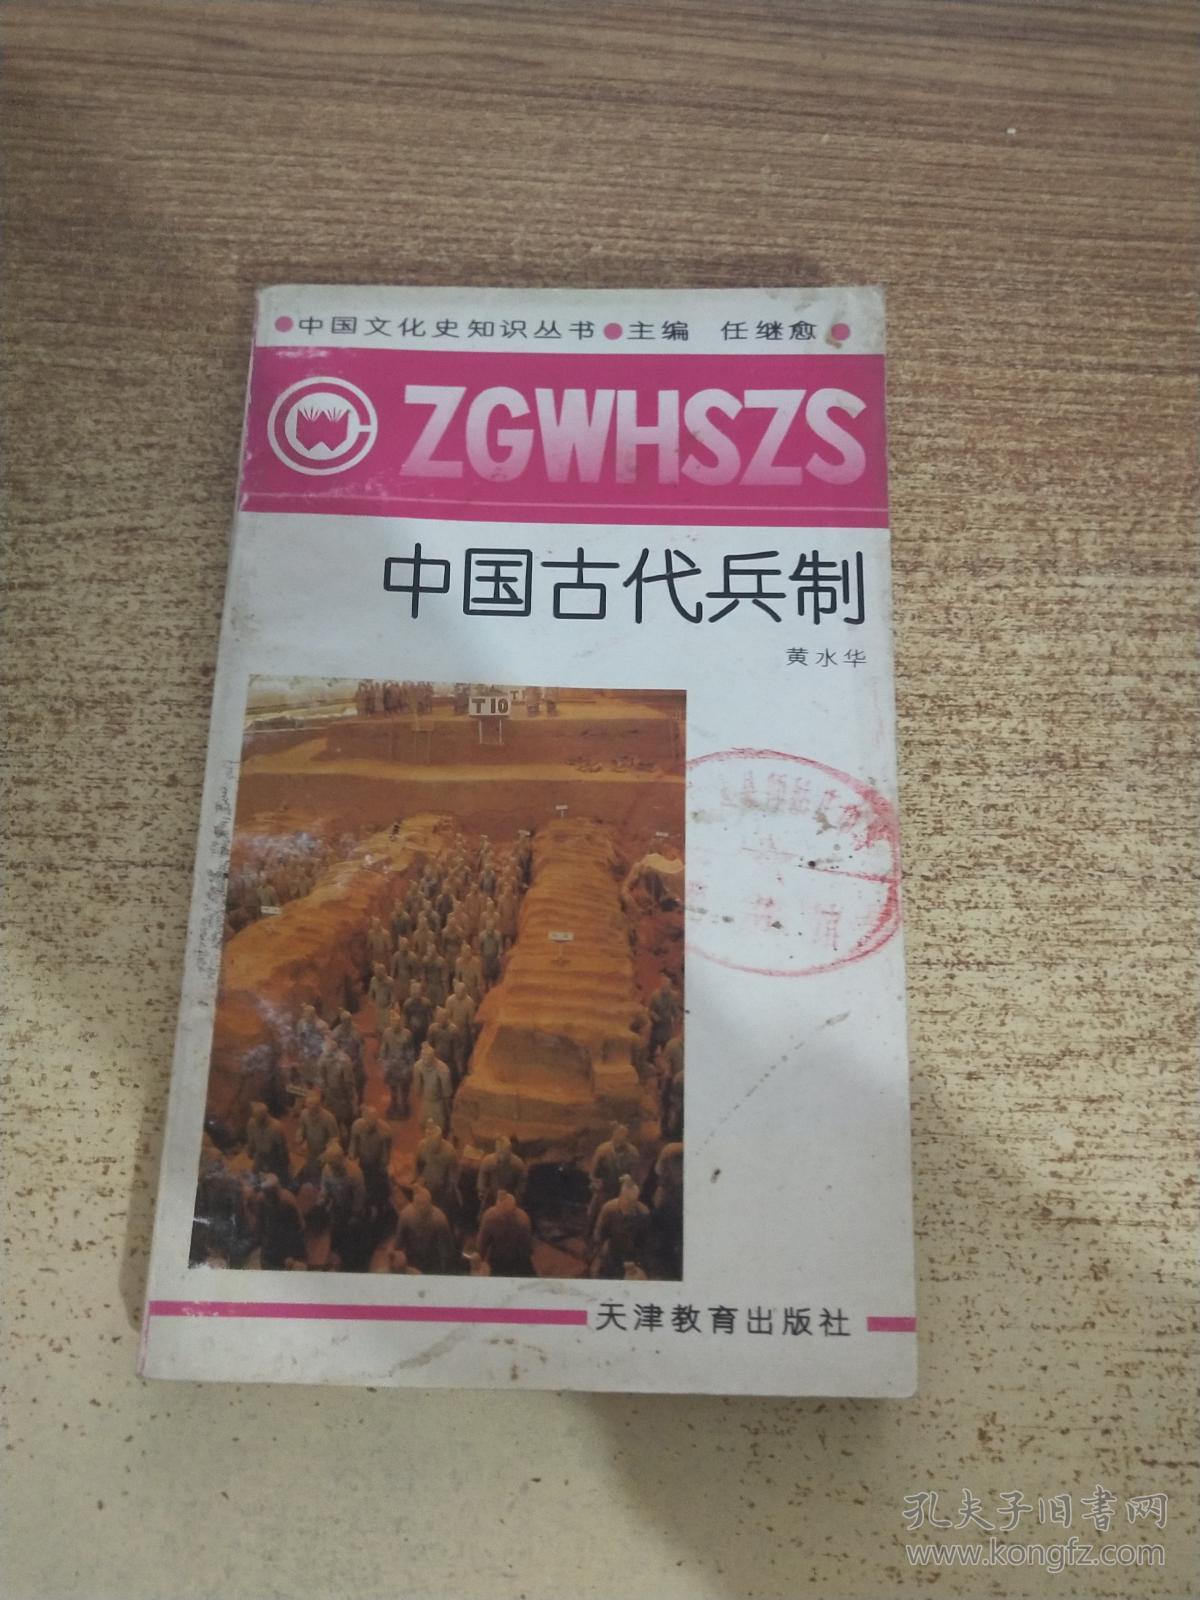 ●中国文化史知识丛书●主编 任继愈●
ZGWHSZS
中国古代兵制
黄水华
T10
天津教育出版社
孔夫子旧书网
www.kongfz.com